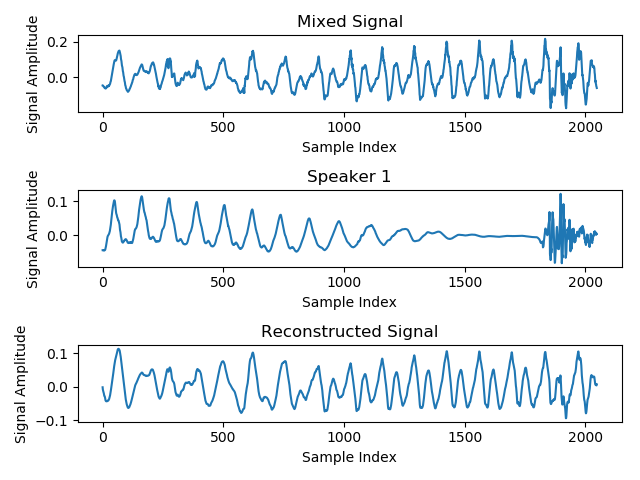 Mixed Signal
Signal Amplitude
0.2
0.0
0
500
1000
1500
2000
Sample Index
Speaker 1
Signal Amplitude
0.1
0.0
0
500
1000
1500
2000
Sample Index
Reconstructed Signal
Signal Amplitude
0.1
0.0
−0.1
0
500
1000
1500
2000
Sample Index